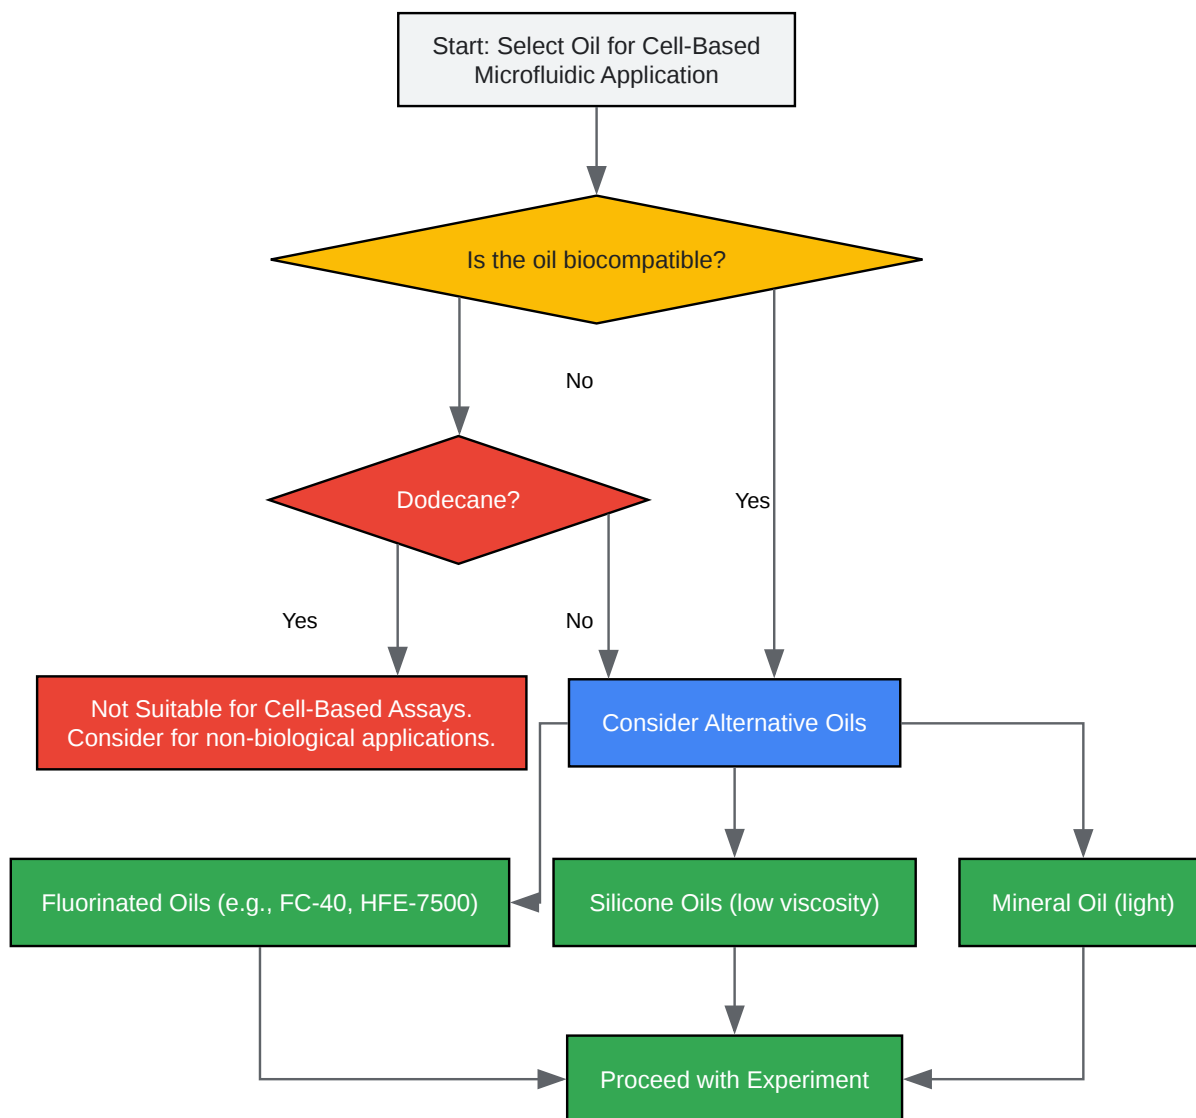 Start: Select Oil for Cell-Based
Microfluidic Application
Is the oil biocompatible?
No
Dodecane?
Yes
Yes
No
Not Suitable for Cell-Based Assays.
Consider for non-biological applications.
Consider Alternative Oils
Fluorinated Oils (e.g., FC-40, HFE-7500)
Silicone Oils (low viscosity)
Mineral Oil (light)
Proceed with Experiment